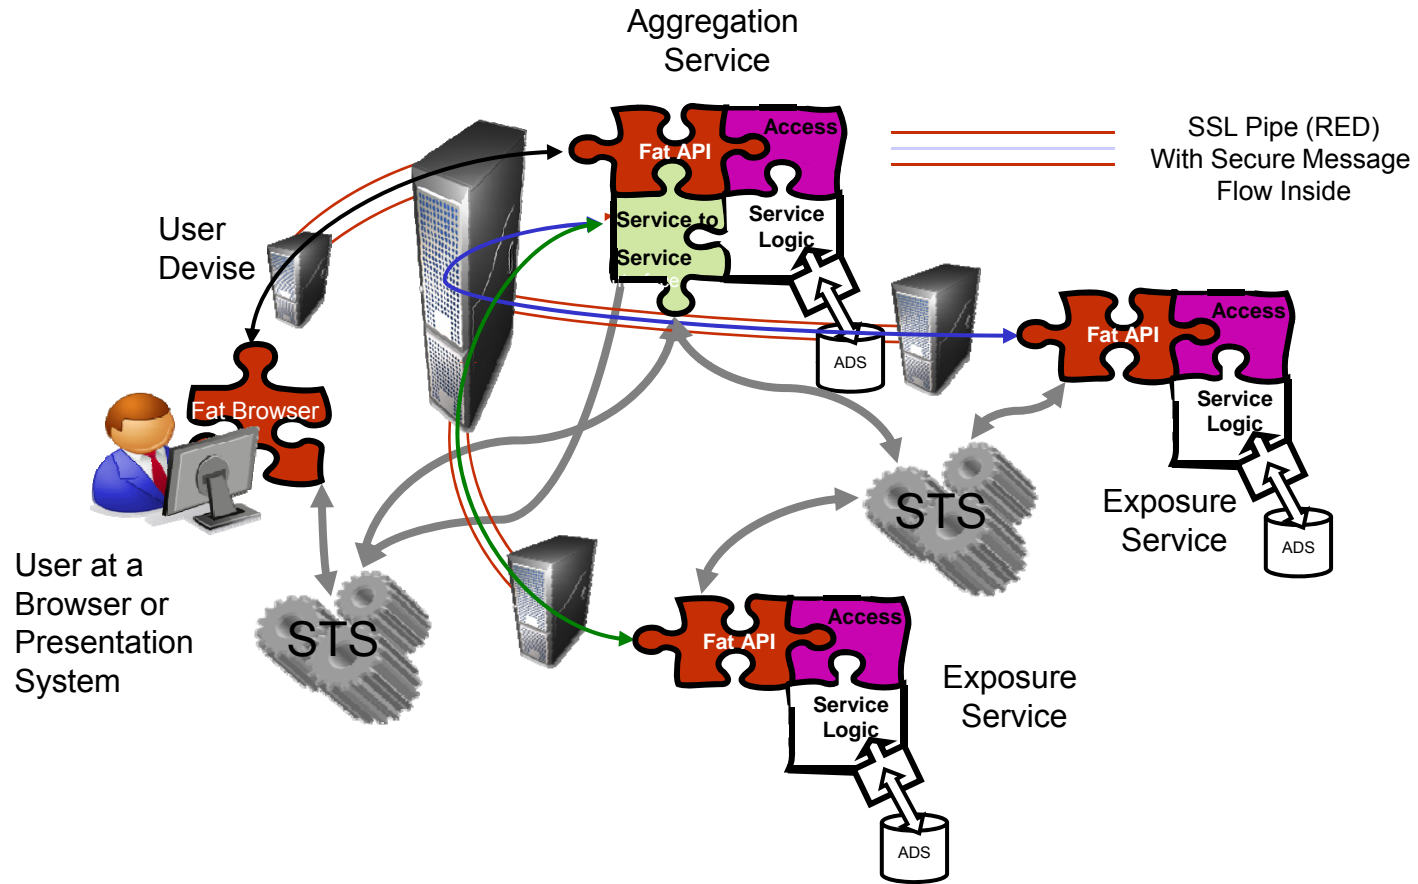 Aggregation
Service
Access
Fat API
SSL Pipe (RED)
With Secure Message
Flow Inside
User
Devise
Service to
Service
Service
Logic
ADS
Access
Fat API
Service
Logic
Fat Browser
STS
Exposure
Service
ADS
User at a
Browser or
Presentation
System
STS
Access
Fat API
Service
Logic
Exposure
Service
ADS